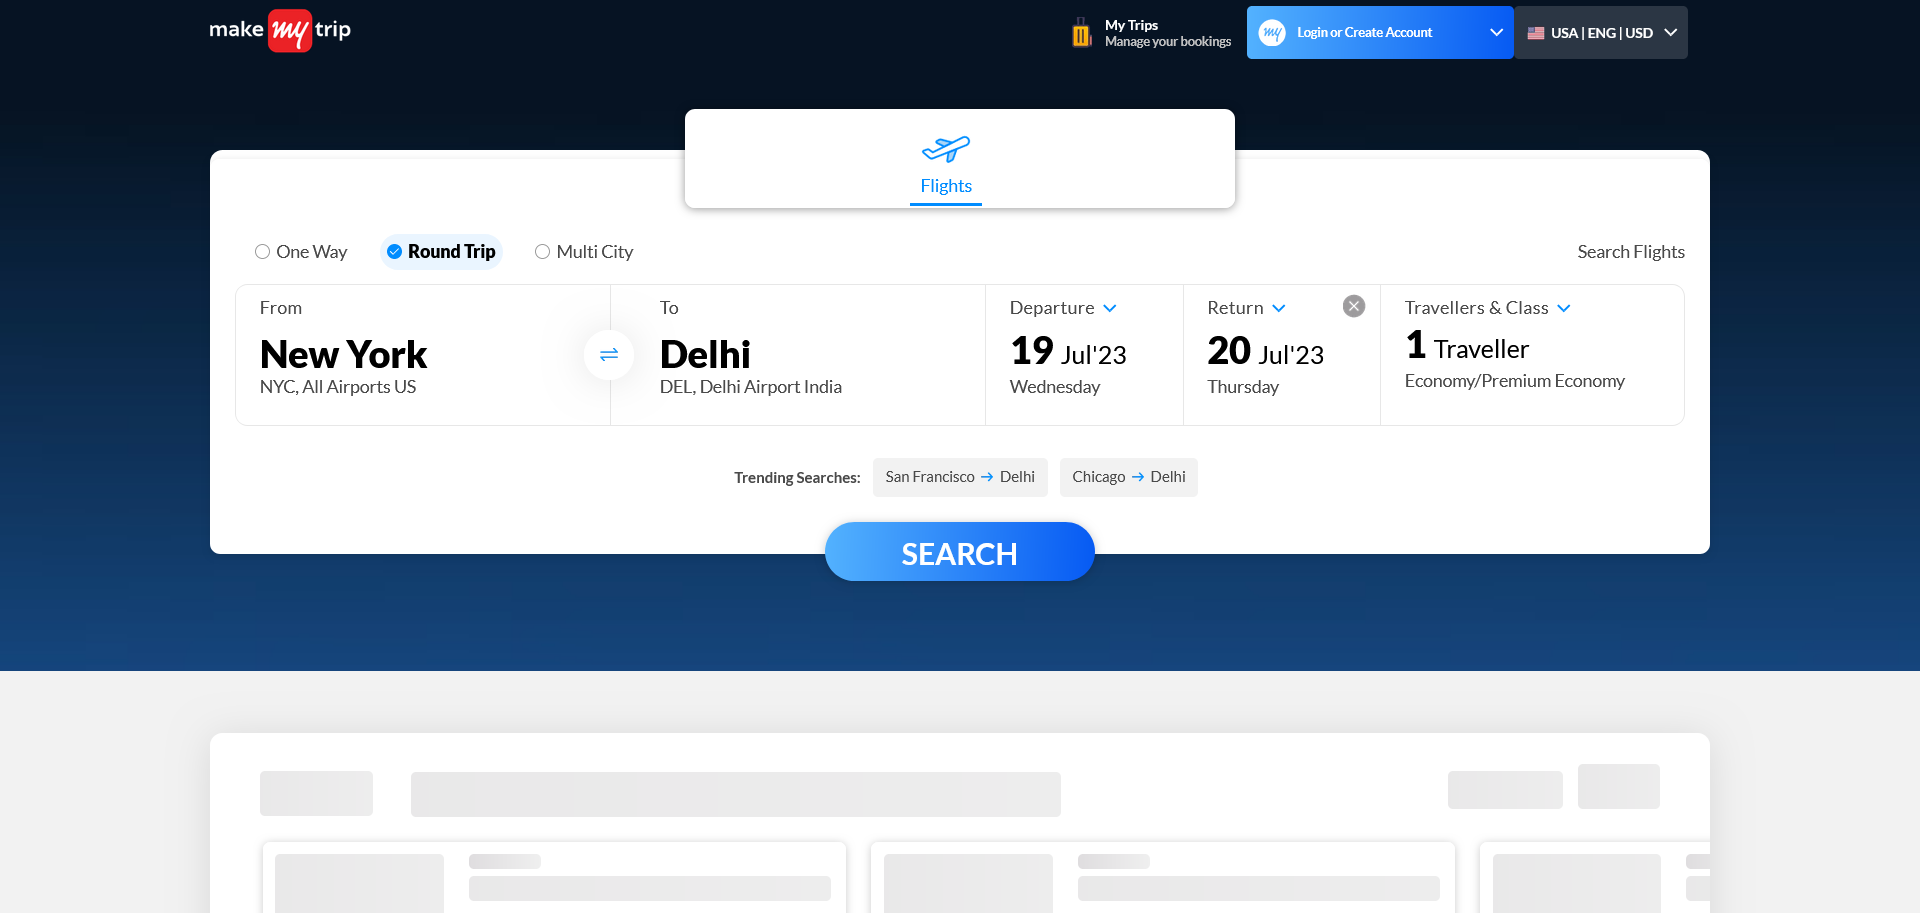 make my trip
My Trips
Manage your bookings
my
Login or Create Account
USA | ENG | USD
Flights
One Way
Round Trip
Multi City
Search Flights
From
New York
NYC, All Airports US
To
Delhi
DEL, Delhi Airport India
Departure
19 Jul'23
Wednesday
Return
20 Jul'23
Thursday
Travellers & Class
1 Traveller
Economy/Premium Economy
Trending Searches:
San Francisco → Delhi
Chicago → Delhi
SEARCH